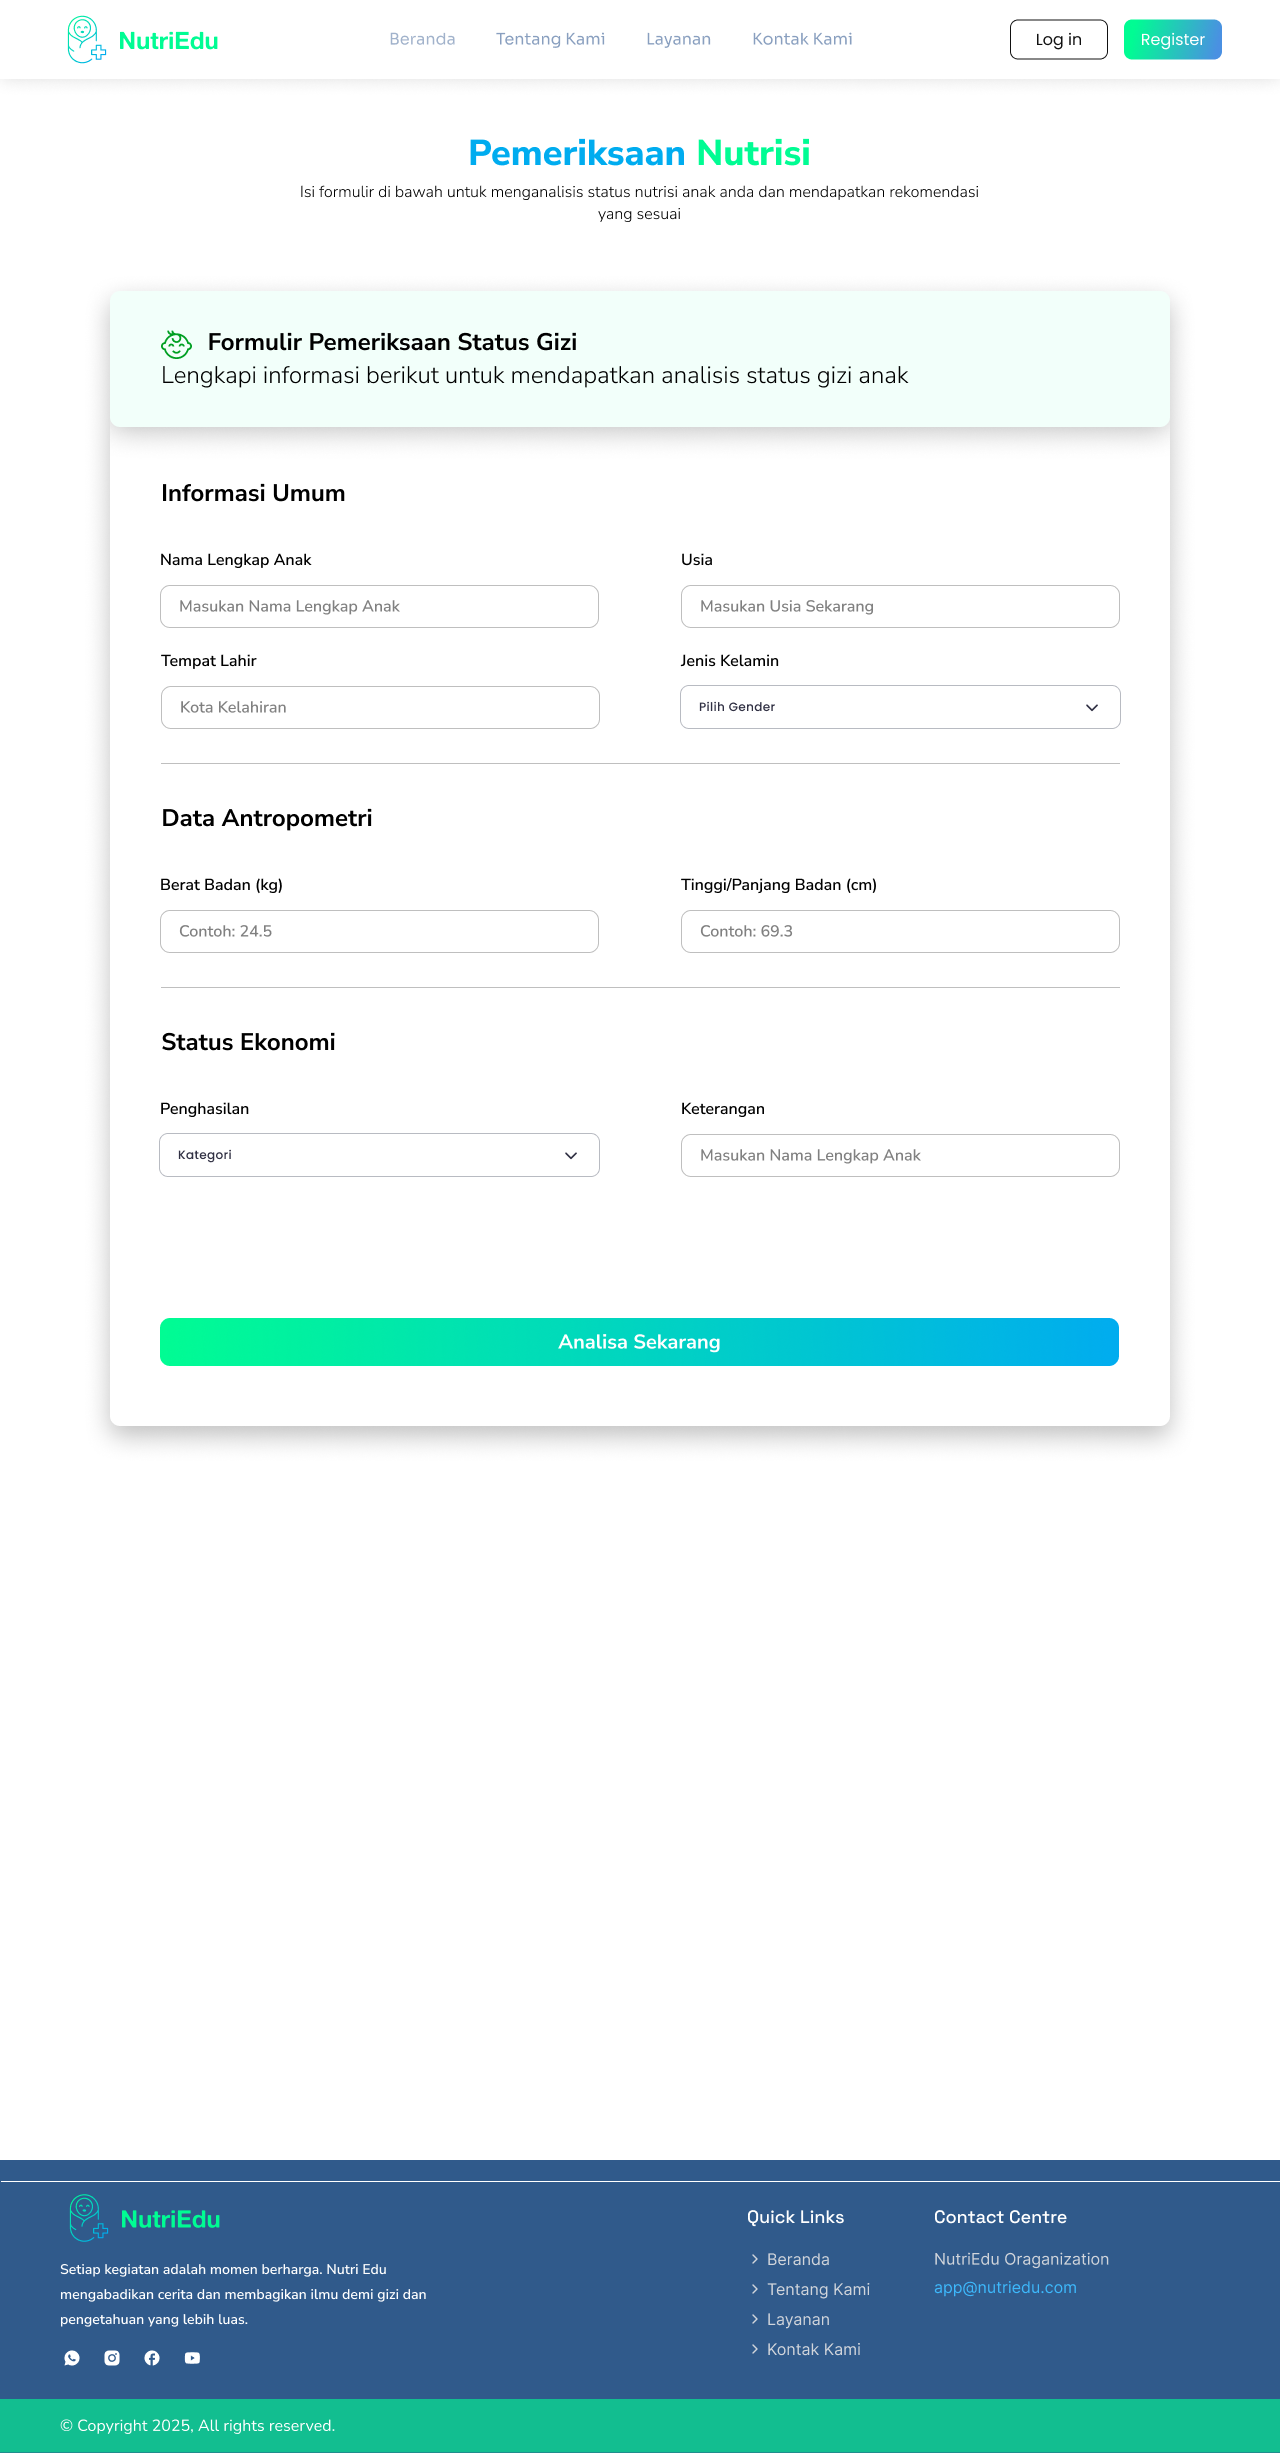 NutriEdu
Beranda
Tentang Kami
Layanan
Kontak Kami
Log in
Register
Pemeriksaan Nutrisi
Isi formulir di bawah untuk menganalisis status nutrisi anak anda dan mendapatkan rekomendasi
yang sesuai
Formulir Pemeriksaan Status Gizi
Lengkapi informasi berikut untuk mendapatkan analisis status gizi anak
Informasi Umum
Nama Lengkap Anak
Masukan Nama Lengkap Anak
Usia
Masukan Usia Sekarang
Tempat Lahir
Kota Kelahiran
Jenis Kelamin
Pilih Gender
Data Antropometri
Berat Badan (kg)
Contoh: 24.5
Tinggi/Panjang Badan (cm)
Contoh: 69.3
Status Ekonomi
Penghasilan
Kategori
Keterangan
Masukan Nama Lengkap Anak
Analisa Sekarang
NutriEdu
Setiap kegiatan adalah momen berharga. Nutri Edu
mengabadikan cerita dan membagikan ilmu demi gizi dan
pengetahuan yang lebih luas.
Quick Links
Beranda
Tentang Kami
Layanan
Kontak Kami
Contact Centre
NutriEdu Oraganization
app@nutriedu.com
© Copyright 2025, All rights reserved.